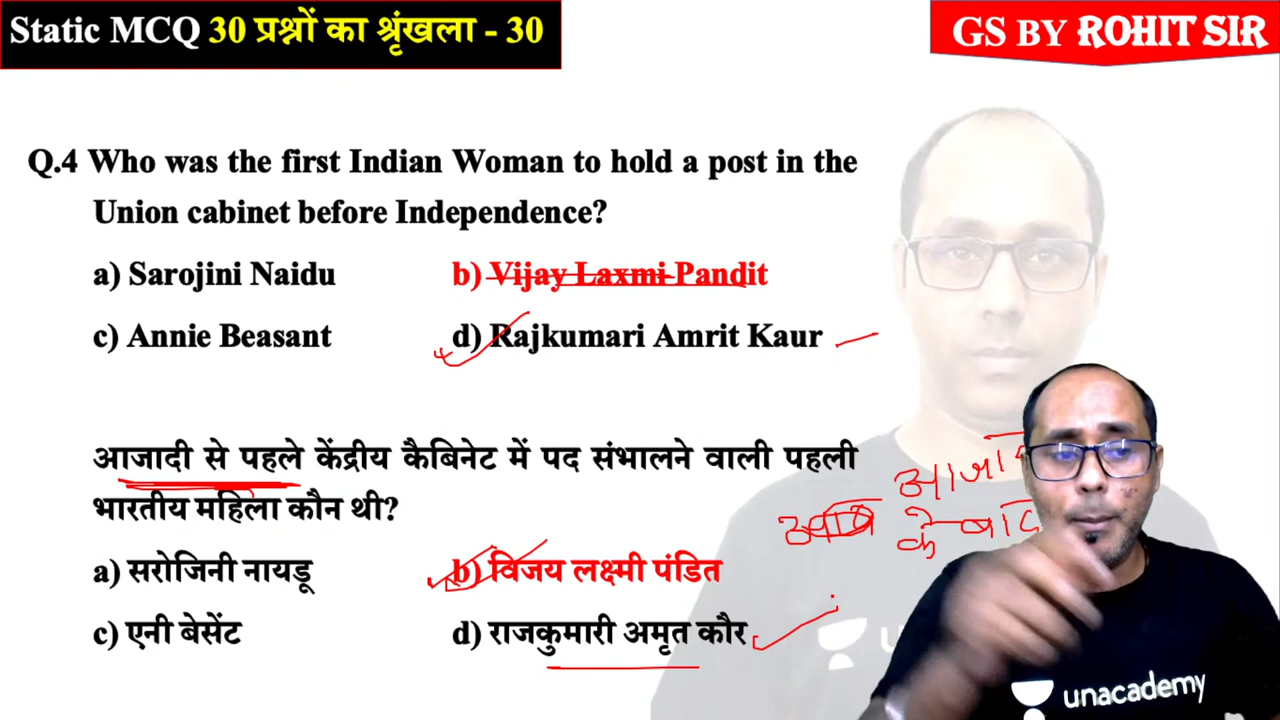 Static MCQ 30 प्रश्नों का श्रृंखला - 30
GS BY ROHIT SIR
Q.4 Who was the first Indian Woman to hold a post in the
Union cabinet before Independence?
a) Sarojini Naidu b) Vijay Laxmi Pandit
c) Annie Beasant d) Rajkumari Amrit Kaur
आजादी से पहले केंद्रीय कैबिनेट में पद संभालने वाली पहली
भारतीय महिला कौन थी?
a) सरोजिनी नायडू b) विजय लक्ष्मी पंडित
c) एनी बेसेंट d) राजकुमारी अमृत कौर
के बाद
unacademy